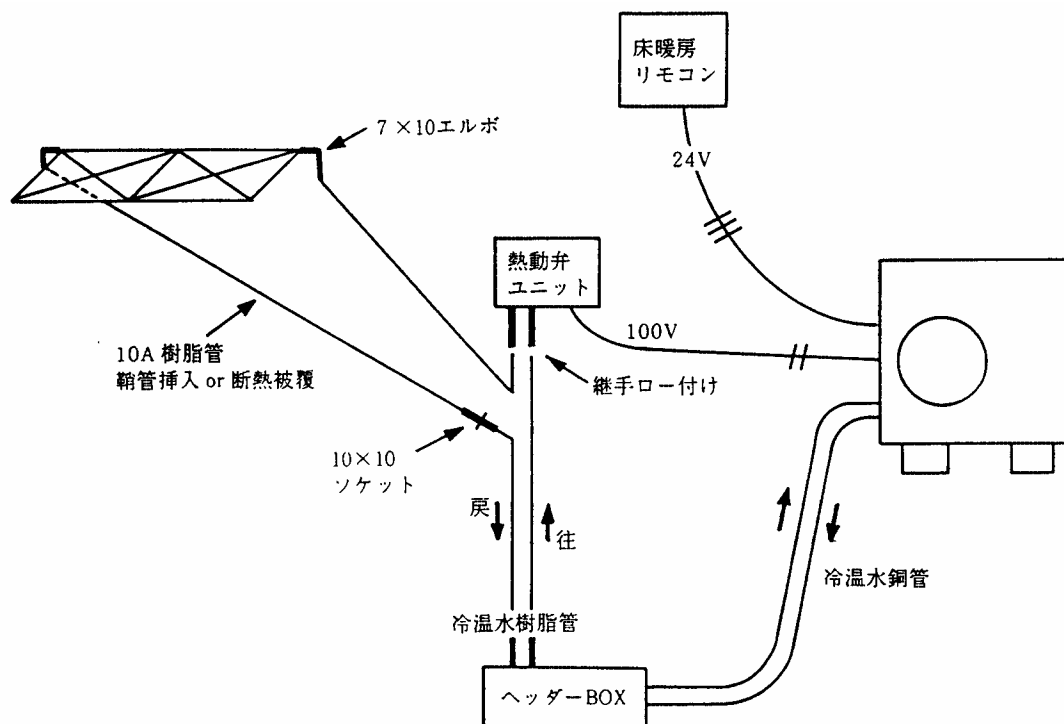 床暖房
リモコン
7×10エルボ
24V
熱動弁
ユニット
100V
10A 樹脂管
鞘管挿入 or 断熱被覆
継手ロー付け
10×10
ソケット
戻
往
冷温水銅管
冷温水樹脂管
ヘッダーBOX